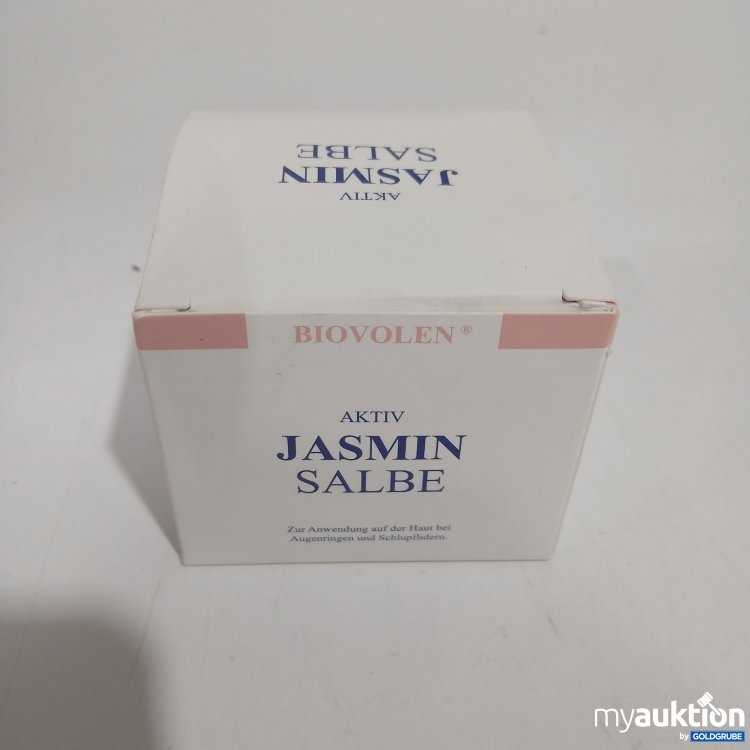 AKTIV
JASMIN
SALBE
BIOVOLEN®
AKTIV
JASMIN
SALBE
Zur Anwendung auf der Haut bei
Augenringen und Schlupflidern.
myauktion
by GOLDGRUBE